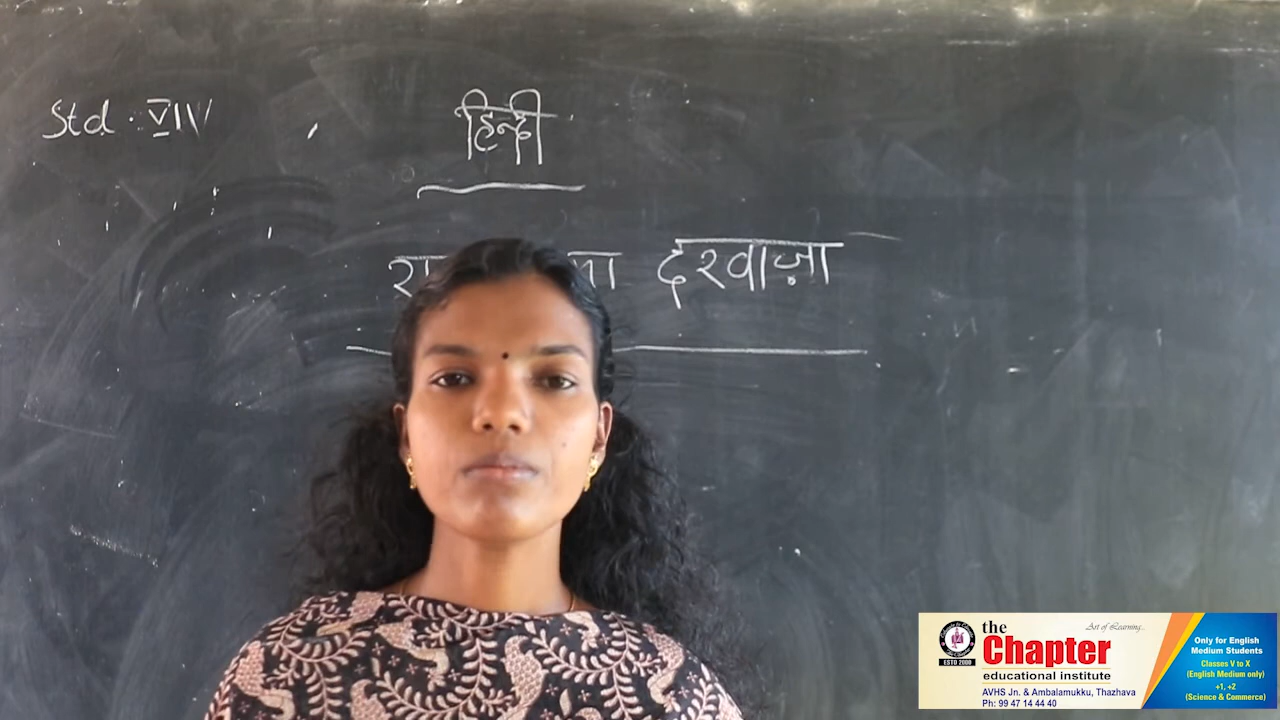 Std. VIV
हिन्दी
दरवाज़ा
ESTD 2000
the
Chapter
Art of Learning...
educational institute
AVHS Jn. & Ambalamukku, Thazhava
Ph: 99 47 14 44 40
Only for English
Medium Students
Classes V to X
(English Medium only)
+1, +2
(Science & Commerce)